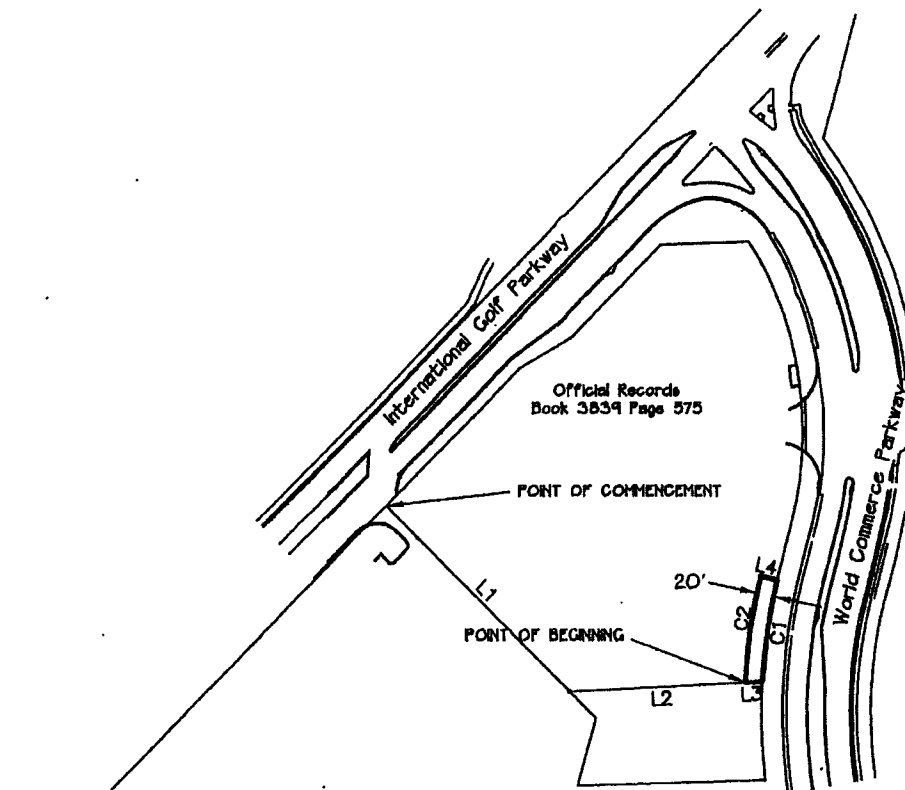 International Golf Parkway
Official Records
Book 3839 Page 575
World Commerce Parkway
POINT OF COMMENCEMENT
L1
L4
20'
C2
C1
POINT OF BEGINNING
L2
L3